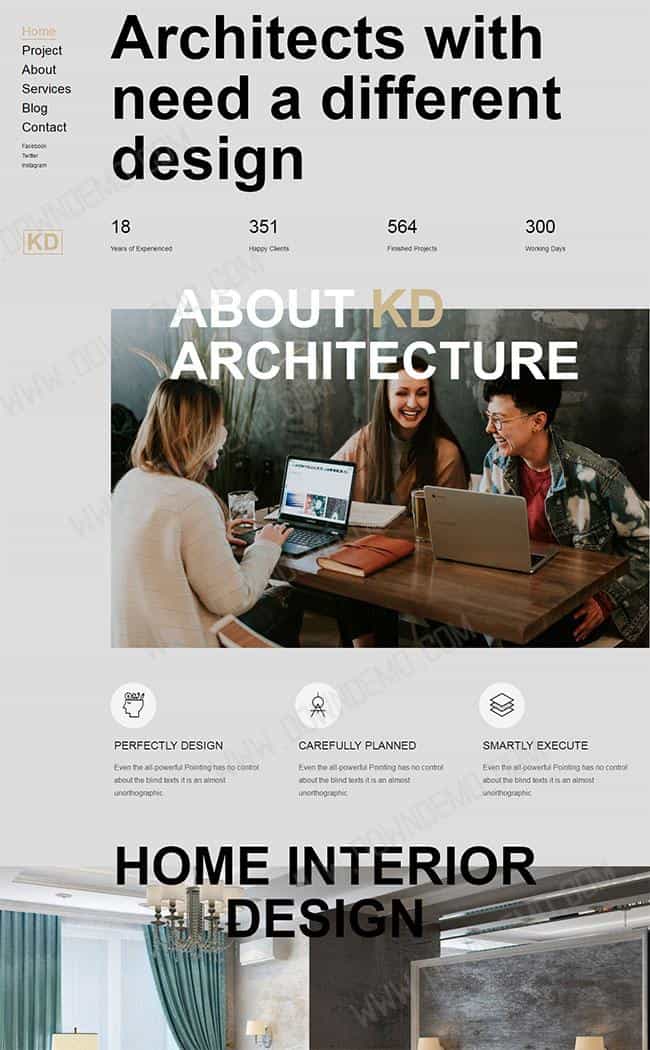 Home
Project
About
Services
Blog
Contact
Facebook
Twitter
Instagram
KD
Architects with
need a different
design
18
351
564
300
Years of Experienced
Happy Clients
Finished Projects
Working Days
ABOUT KD
ARCHITECTURE
PERFECTLY DESIGN
Even the all-powerful Pointing has no control
about the blind texts it is an almost
unorthographic
CAREFULLY PLANNED
Even the all-powerful Pointing has no control
about the blind texts it is an almost
unorthographic
SMARTLY EXECUTE
Even the all-powerful Pointing has no control
about the blind texts it is an almost
unorthographic
HOME INTERIOR
DESIGN
WWW.DOWNDEMO.COM